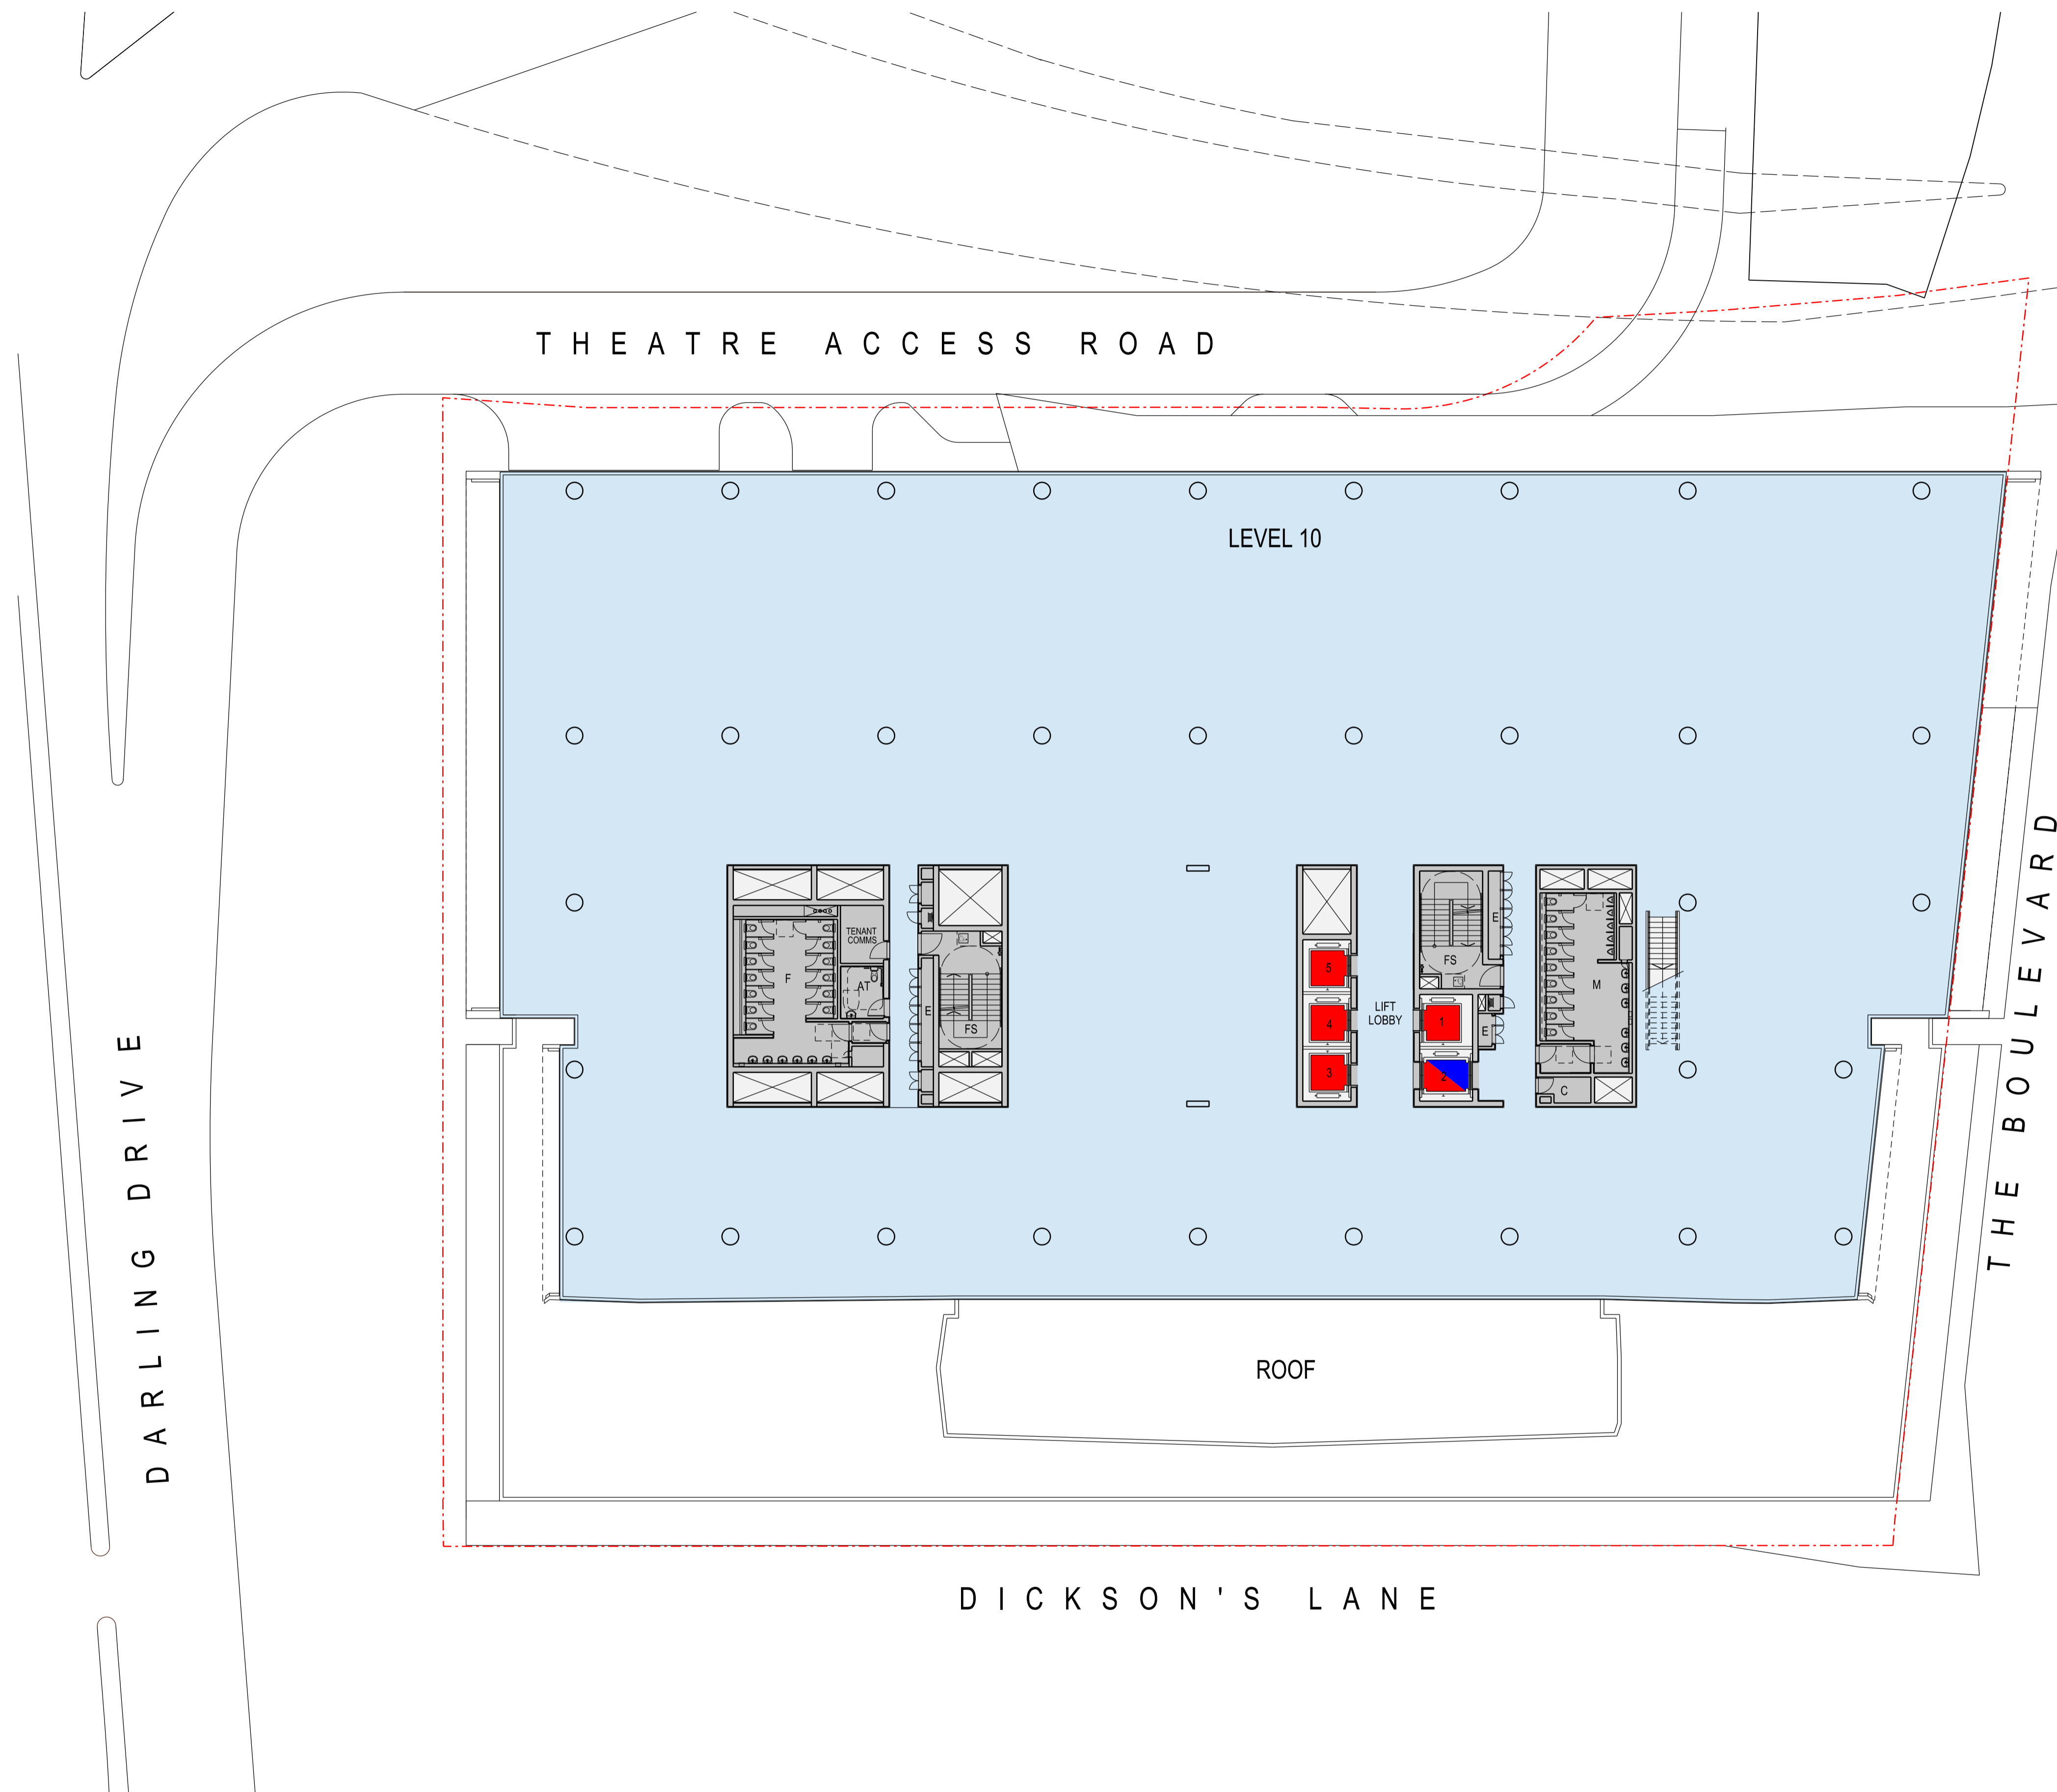 THEATRE ACCESS ROAD
LEVEL 10
TENANT
COMMS
F
AT
E
FS
5
4
3
LIFT
LOBBY
FS
E
1
2
E
M
C
ROOF
DARLING DRIVE
THE BOULEVARD
DICKSON'S LANE